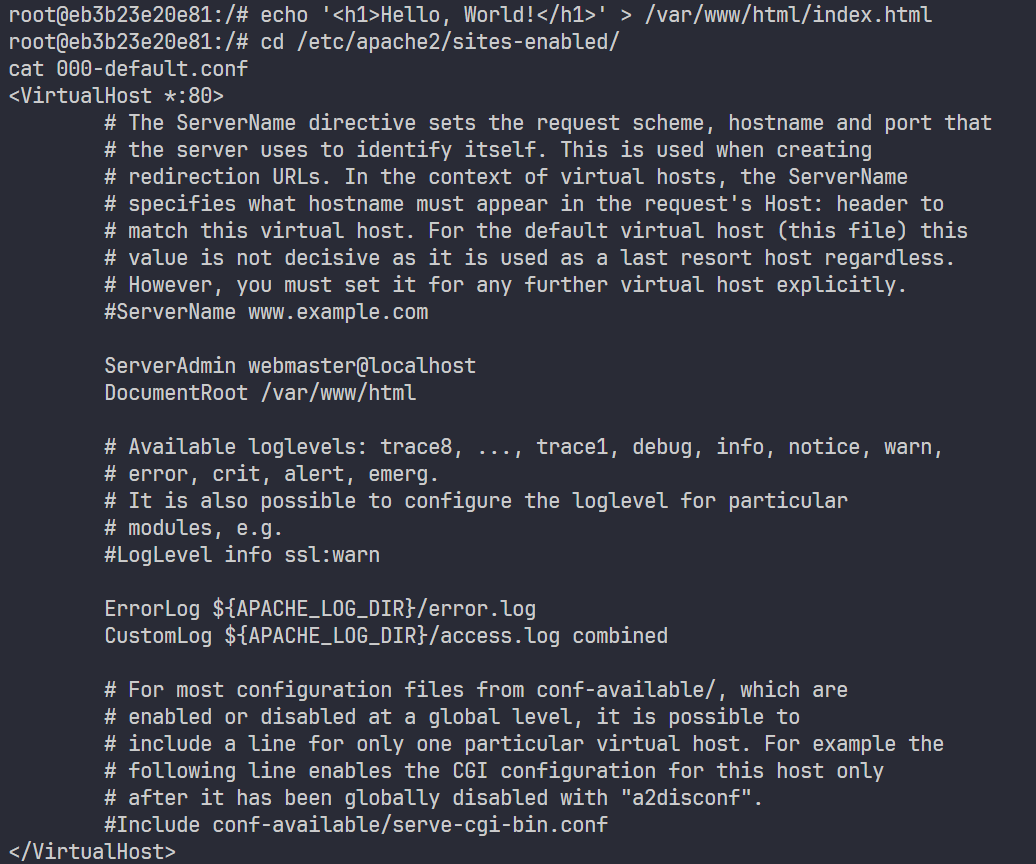 root@eb3b23e20e81:/# echo '<h1>Hello, World!</h1>' > /var/www/html/index.html
root@eb3b23e20e81:/# cd /etc/apache2/sites-enabled/
cat 000-default.conf
<VirtualHost *:80>
        # The ServerName directive sets the request scheme, hostname and port that
        # the server uses to identify itself. This is used when creating
        # redirection URLs. In the context of virtual hosts, the ServerName
        # specifies what hostname must appear in the request's Host: header to
        # match this virtual host. For the default virtual host (this file) this
        # value is not decisive as it is used as a last resort host regardless.
        # However, you must set it for any further virtual host explicitly.
        #ServerName www.example.com

        ServerAdmin webmaster@localhost
        DocumentRoot /var/www/html

        # Available loglevels: trace8, ..., trace1, debug, info, notice, warn,
        # error, crit, alert, emerg.
        # It is also possible to configure the loglevel for particular
        # modules, e.g.
        #LogLevel info ssl:warn

        ErrorLog ${APACHE_LOG_DIR}/error.log
        CustomLog ${APACHE_LOG_DIR}/access.log combined

        # For most configuration files from conf-available/, which are
        # enabled or disabled at a global level, it is possible to
        # include a line for only one particular virtual host. For example the
        # following line enables the CGI configuration for this host only
        # after it has been globally disabled with "a2disconf".
        #Include conf-available/serve-cgi-bin.conf
</VirtualHost>